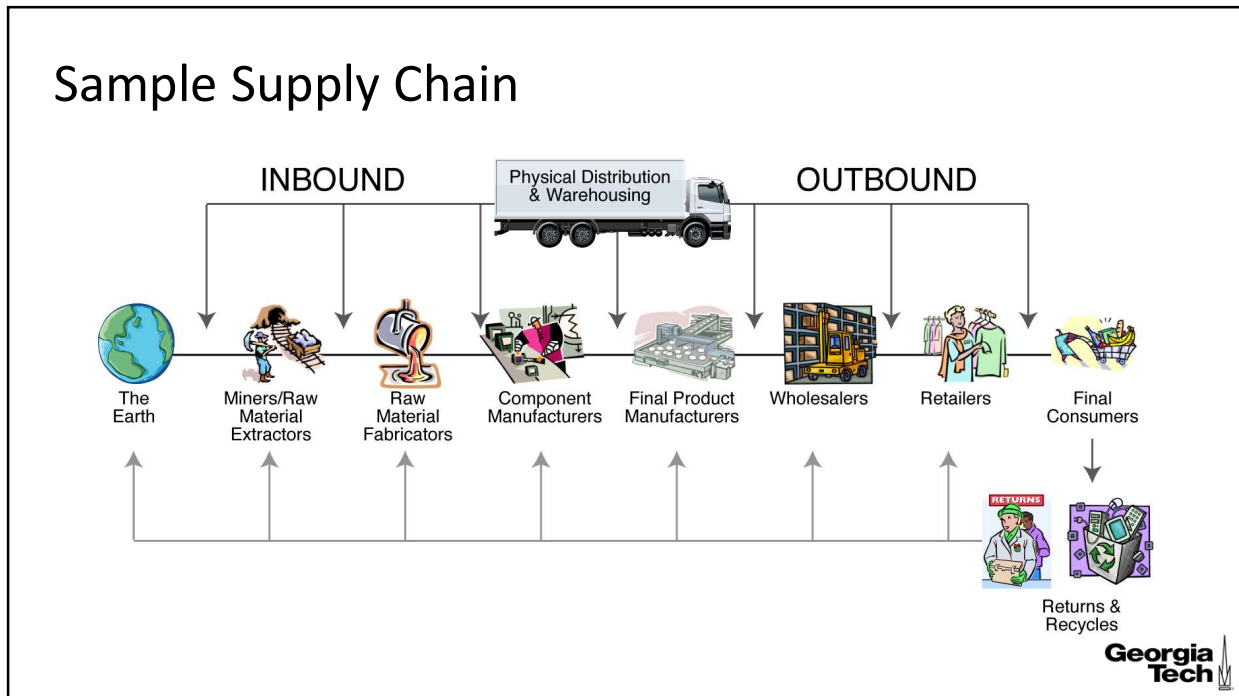 Sample Supply Chain
INBOUND
Physical Distribution
& Warehousing
OUTBOUND
The
Earth
Miners/Raw
Material
Extractors
Raw
Material
Fabricators
Component
Manufacturers
Final Product
Manufacturers
Wholesalers
Retailers
Final
Consumers
RETURNS
Returns &
Recycles
Georgia
Tech